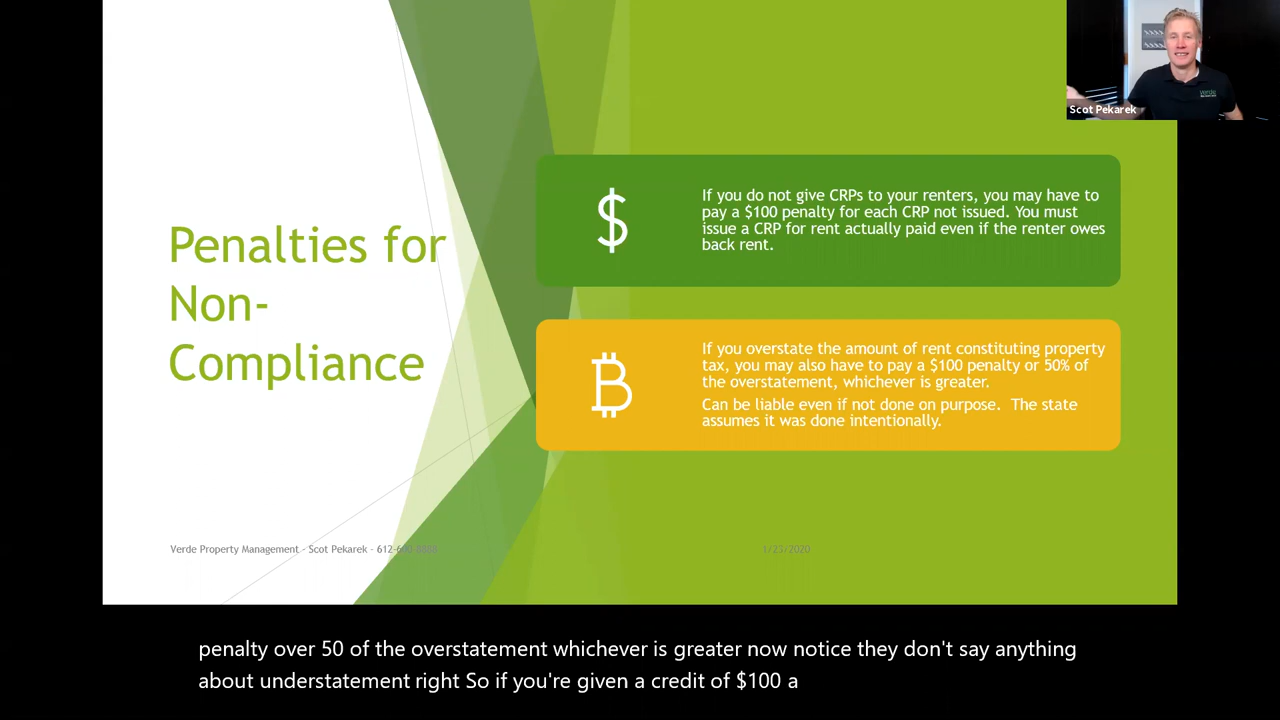 Scot Pekarek
Penalties for
Non-
Compliance
If you do not give CRPs to your renters, you may have to
pay a $100 penalty for each CRP not issued. You must
issue a CRP for rent actually paid even if the renter owes
back rent.
If you overstate the amount of rent constituting property
tax, you may also have to pay a $100 penalty or 50% of
the overstatement, whichever is greater.
Can be liable even if not done on purpose. The state
assumes it was done intentionally.
Verde Property Management - Scot Pekarek -
penalty over 50 of the overstatement whichever is greater now notice they don't say anything
about understatement right So if you're given a credit of $100 a